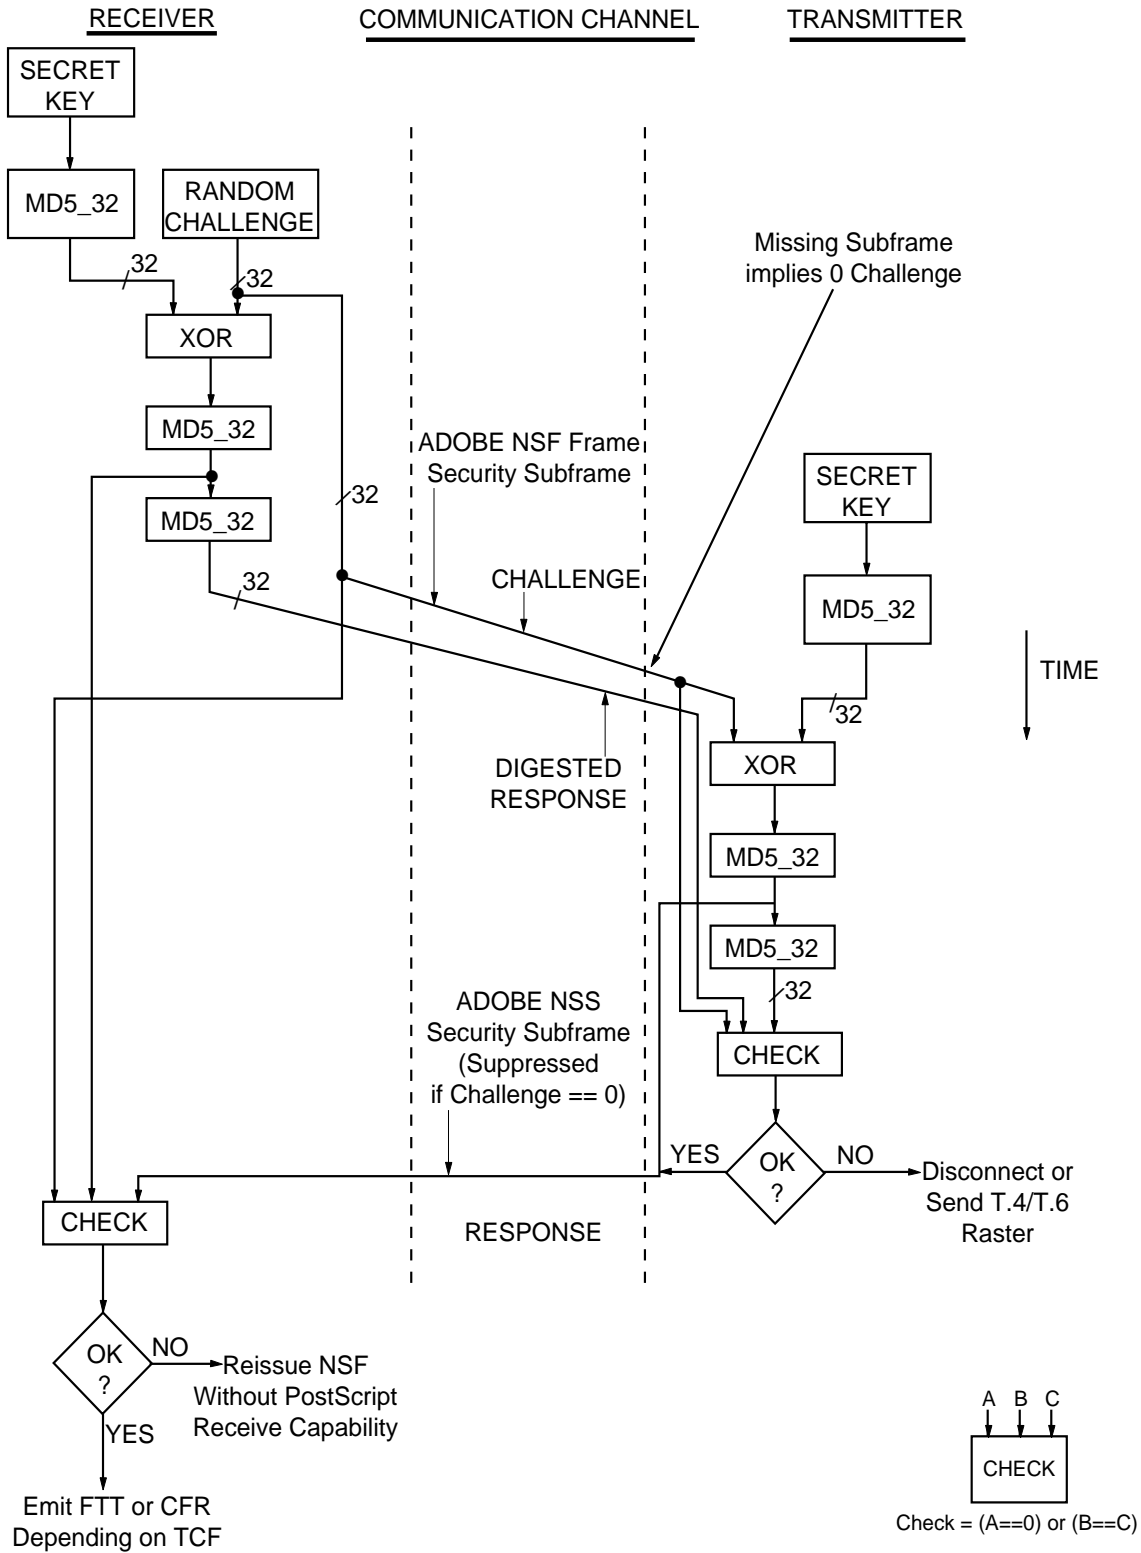 RECEIVER
COMMUNICATION CHANNEL
TRANSMITTER
SECRET
KEY
MD5_32
RANDOM
CHALLENGE
32
32
XOR
MD5_32
MD5_32
32
32
Missing Subframe
implies 0 Challenge
ADOBE NSF Frame
Security Subframe
CHALLENGE
SECRET
KEY
MD5_32
TIME
32
DIGESTED
RESPONSE
XOR
MD5_32
MD5_32
32
ADOBE NSS
Security Subframe
(Suppressed
if Challenge == 0)
CHECK
YES
OK
?
NO
Disconnect or
Send T.4/T.6
Raster
RESPONSE
CHECK
OK
?
NO
Reissue NSF
Without PostScript
Receive Capability
YES
Emit FTT or CFR
Depending on TCF
A B C
CHECK
Check = (A==0) or (B==C)